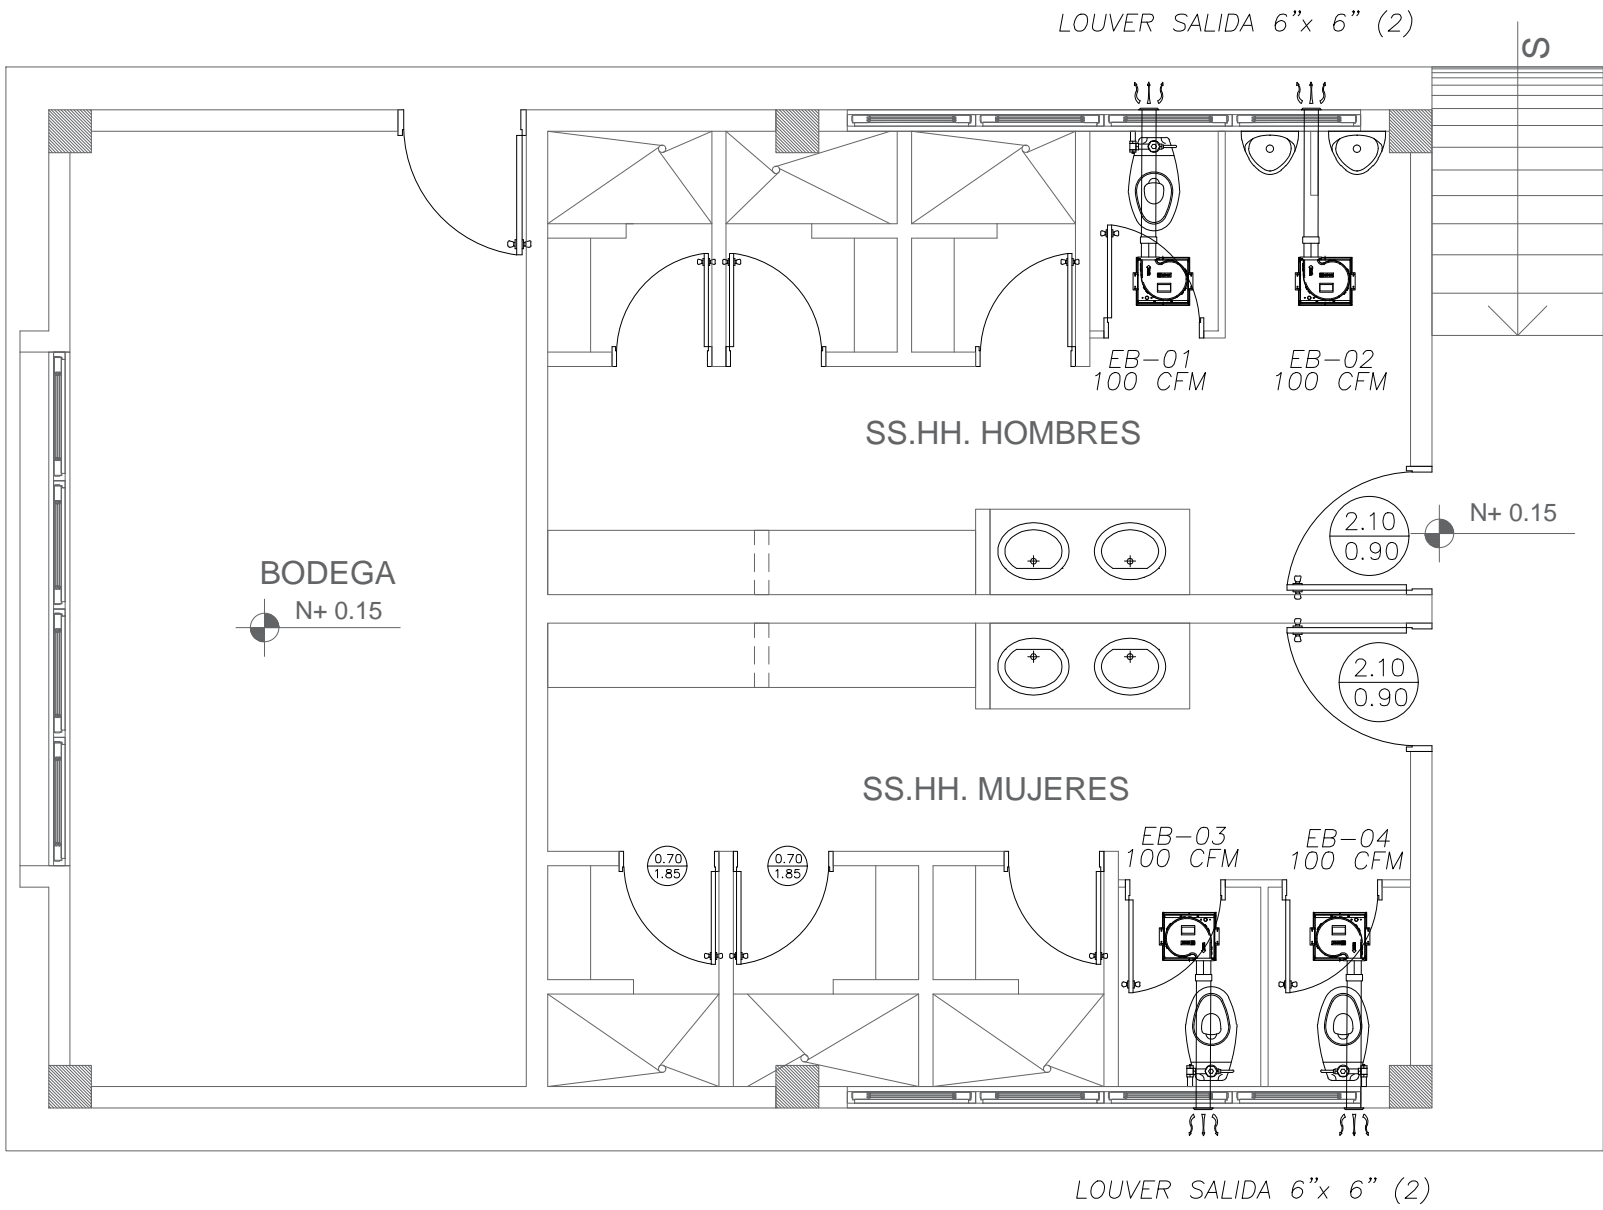 LOUVER SALIDA 6”x 6” (2)
S
EB-01
100 CFM
EB-02
100 CFM
SS.HH. HOMBRES
2.10
0.90
N+ 0.15
BODEGA
N+ 0.15
2.10
0.90
SS.HH. MUJERES
EB-03
100 CFM
EB-04
100 CFM
0.70
1.85
0.70
1.85
LOUVER SALIDA 6”x 6” (2)